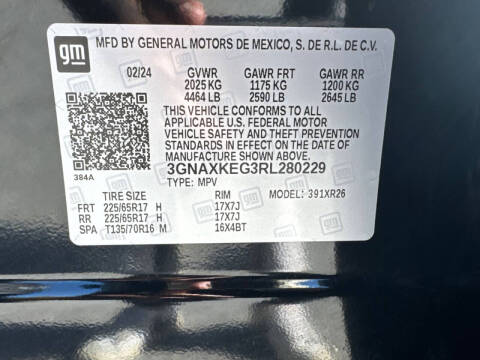 gm
MFD BY GENERAL MOTORS DE MEXICO, S. DE R.L. DE C.V.
02/24 GVWR GAWR FRT GAWR RR
2025 KG 1175 KG 1200 KG
4464 LB 2590 LB 2645 LB
THIS VEHICLE CONFORMS TO ALL
APPLICABLE U.S. FEDERAL MOTOR
VEHICLE SAFETY AND THEFT PREVENTION
STANDARDS IN EFFECT ON THE DATE OF
MANUFACTURE SHOWN ABOVE.
3GNAXKEG3RL280229
384A TYPE: MPV
TIRE SIZE RIM MODEL: 391XR26
FRT 225/65R17 H 17X7J
RR 225/65R17 H 17X7J
SPA T135/70R16 M 16X4BT